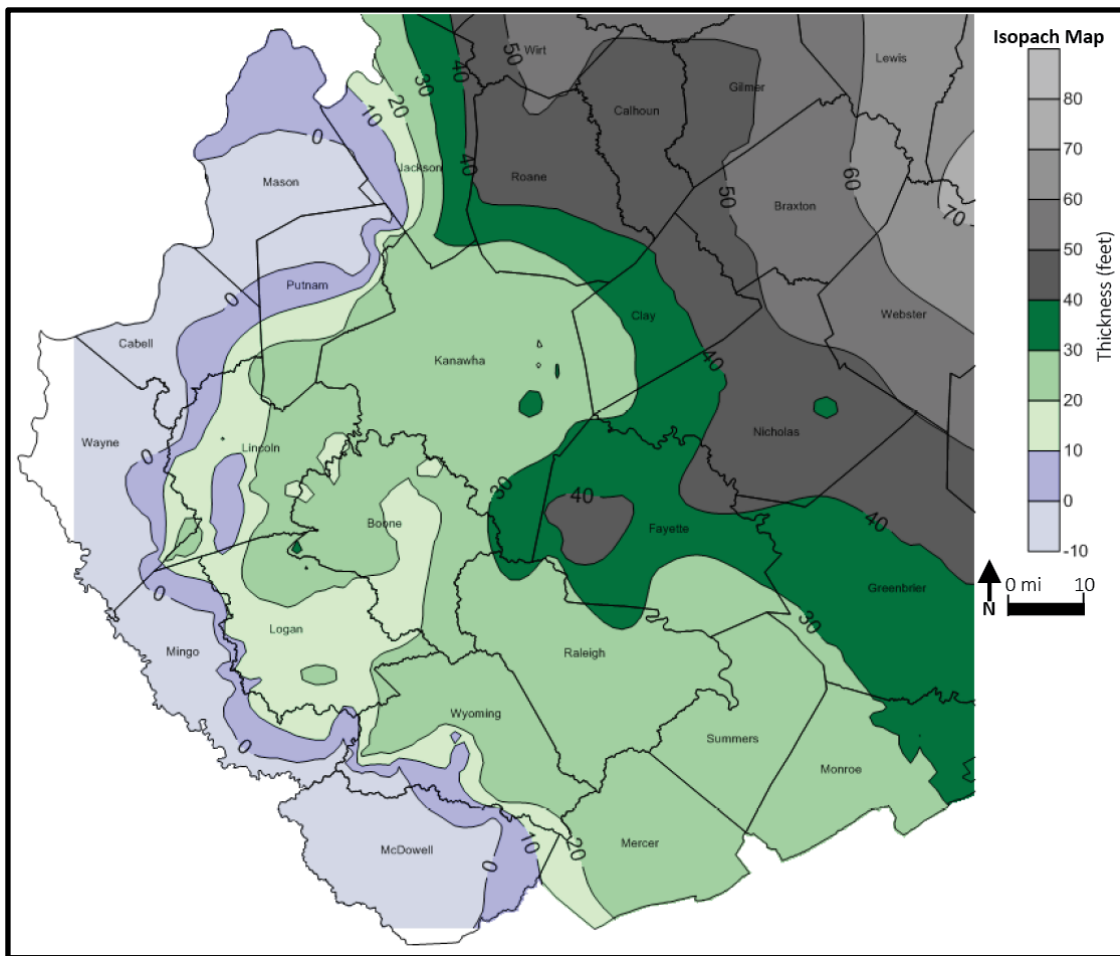 Isopach Map
80
70
60
50
40
30
20
10
0
-10
Thickness (feet)
N
0 mi 10
Wirt
50
Lewis
Gilmer
Calhoun
40
30
20
10
0
Mason
Jackson
40
Roane
50
60
Braxton
70
Putnam
0
Cabell
Clay
Webster
Kanawha
40
Wayne
0
Lincoln
Nicholas
Boone
30
40
Fayette
40
Greenbrier
0
Logan
30
Mingo
Raleigh
Wyoming
Summers
0
Monroe
McDowell
0
10
20
Mercer